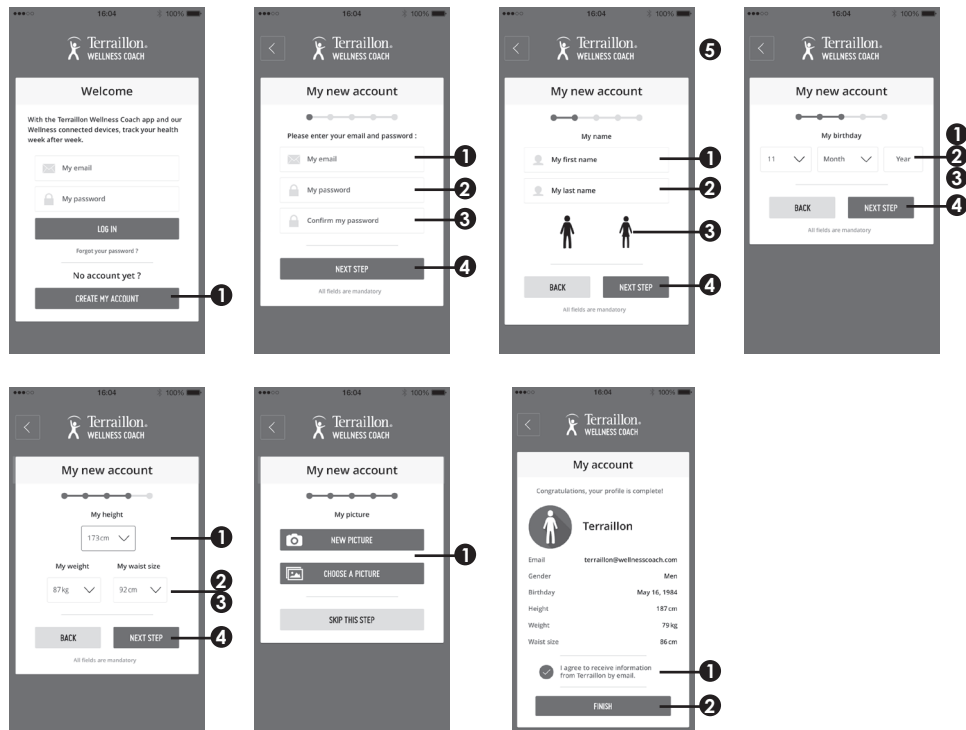 16:04 100%
Terraillon.
WELLNESS COACH
Welcome
With the Terraillon Wellness Coach app and our
Wellness connected devices, track your health
week after week.
My email
My password
LOG IN
Forgot your password ?
No account yet ?
CREATE MY ACCOUNT
1
16:04 100%
Terraillon.
WELLNESS COACH
My new account
Please enter your email and password :
My email
1
My password
2
Confirm my password
3
NEXT STEP
4
All fields are mandatory
16:04 100%
Terraillon.
WELLNESS COACH
5
My new account
My name
My first name
1
My last name
2
3
BACK NEXT STEP
4
All fields are mandatory
16:04 100%
Terraillon.
WELLNESS COACH
My new account
My birthday
1
11 Month Year
2
3
BACK NEXT STEP
4
All fields are mandatory
16:04 100%
Terraillon.
WELLNESS COACH
My new account
My height
173cm
1
My weight My waist size
87kg 92cm
2
3
BACK NEXT STEP
4
All fields are mandatory
16:04 100%
Terraillon.
WELLNESS COACH
My new account
My picture
NEW PICTURE
1
CHOOSE A PICTURE
SKIP THIS STEP
16:04 100%
Terraillon.
WELLNESS COACH
My account
Congratulations, your profile is complete!
Terraillon
Email terraillon@wellnesscoach.com
Gender Men
Birthday May 16, 1984
Height 187 cm
Weight 79 kg
Waist size 86 cm
I agree to receive information
from Terraillon by email.
1
FINISH
2